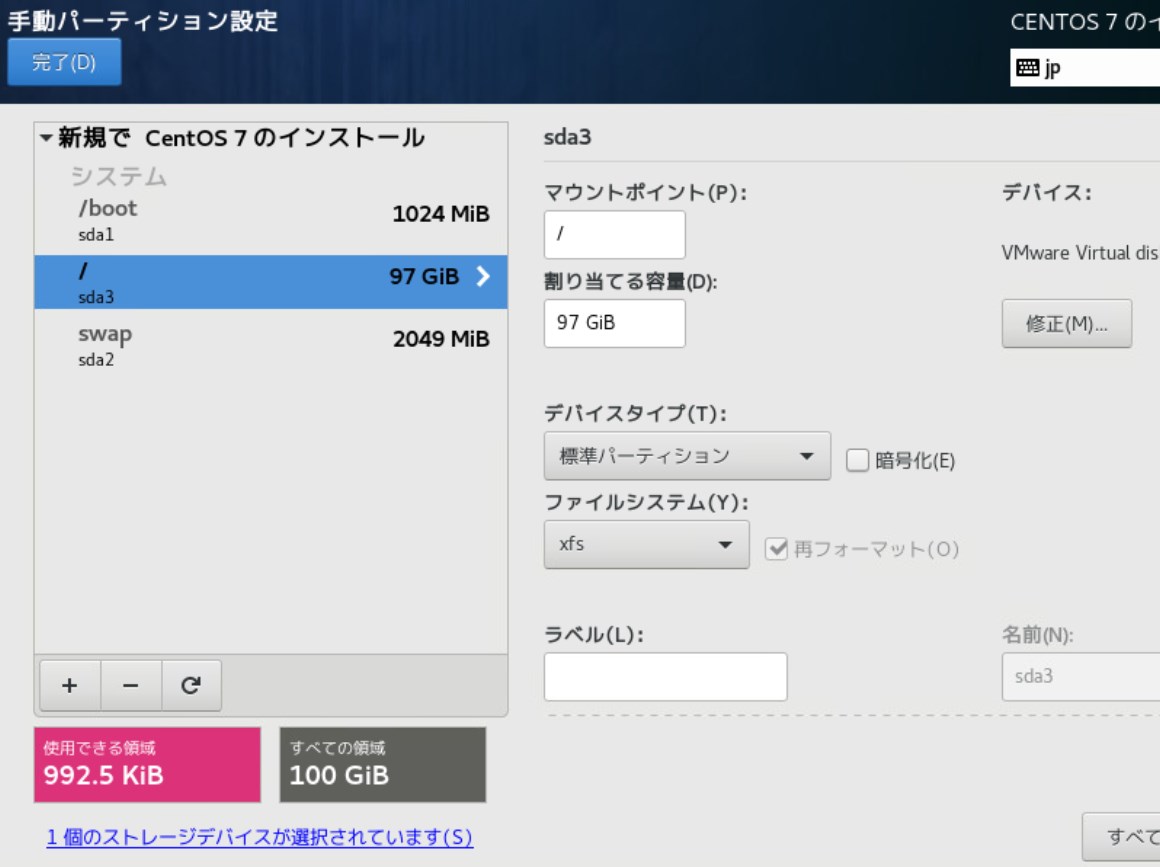 手動パーティション設定
CENTOS 7 のイ
完了(D)
jp
新規で CentOS 7 のインストール
システム
/boot
1024 MiB
sda1
/
97 GiB
sda3
swap
2049 MiB
sda2
+
−
使用できる領域
992.5 KiB
すべての領域
100 GiB
1 個のストレージデバイスが選択されています(S)
sda3
マウントポイント(P):
/
割り当てる容量(D):
97 GiB
デバイス:
VMware Virtual dis
修正(M)...
デバイスタイプ(T):
標準パーティション
暗号化(E)
ファイルシステム(Y):
xfs
再フォーマット(O)
ラベル(L):
名前(N):
sda3
すべて